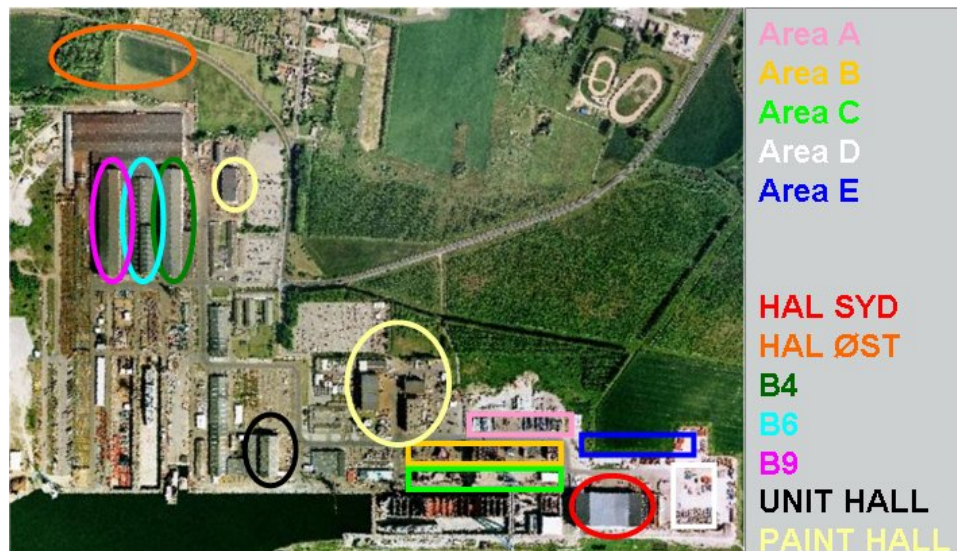 Area A
Area B
Area C
Area D
Area E
HAL SYD
HAL ØST
B4
B6
B9
UNIT HALL
PAINT HALL